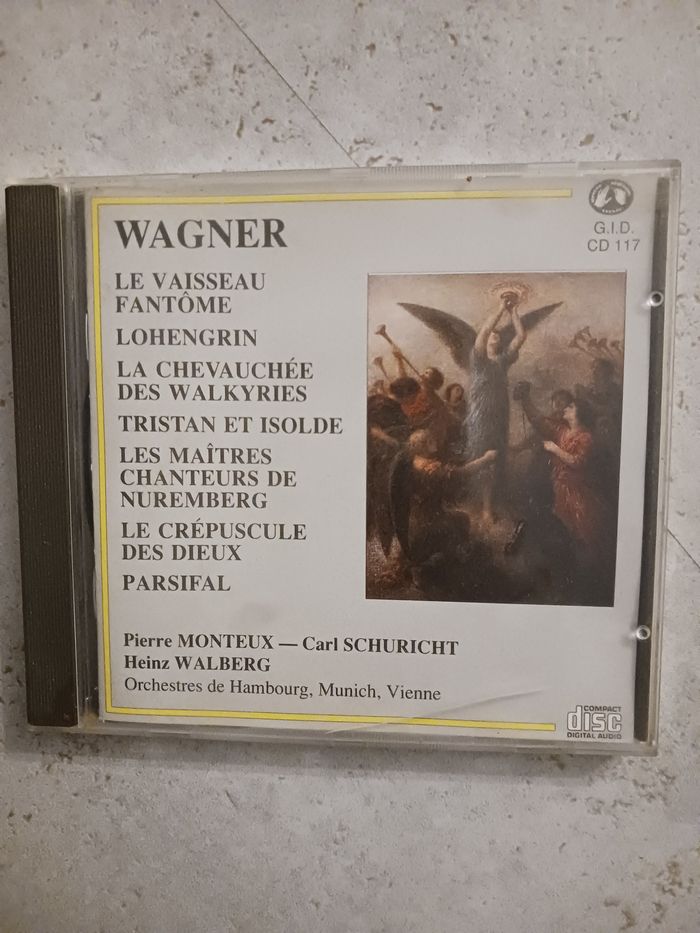 WAGNER
G.I.D.
CD 117
LE VAISSEAU
FANTÔME
LOHENGRIN
LA CHEVAUCHÉE
DES WALKYRIES
TRISTAN ET ISOLDE
LES MAÎTRES
CHANTEURS DE
NUREMBERG
LE CRÉPUSCULE
DES DIEUX
PARSIFAL
Pierre MONTEUX — Carl SCHURICHT
Heinz WALBERG
Orchestres de Hambourg, Munich, Vienne
COMPACT
disc
DIGITAL AUDIO